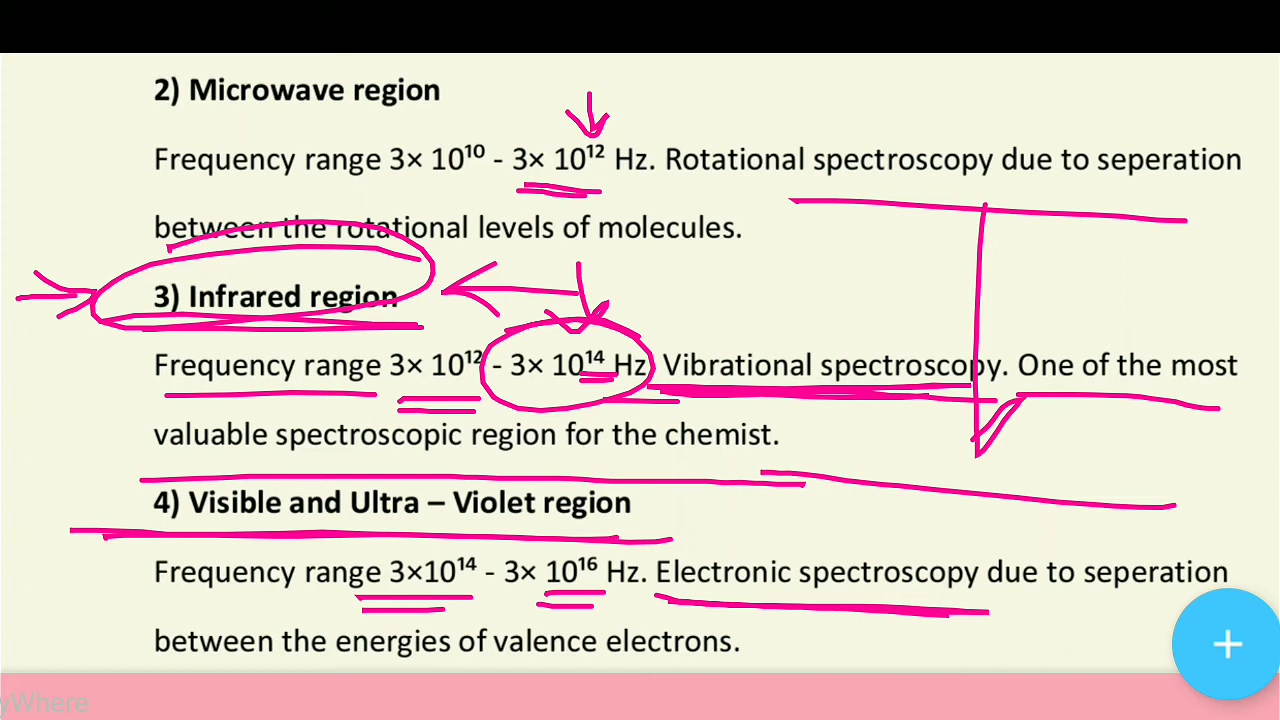 2) Microwave region
Frequency range 3× 10¹⁰ - 3× 10¹² Hz. Rotational spectroscopy due to seperation
between the rotational levels of molecules.
3) Infrared region
Frequency range 3× 10¹² - 3× 10¹⁴ Hz. Vibrational spectroscopy. One of the most
valuable spectroscopic region for the chemist.
4) Visible and Ultra – Violet region
Frequency range 3×10¹⁴ - 3× 10¹⁶ Hz. Electronic spectroscopy due to seperation
between the energies of valence electrons.
yWhere